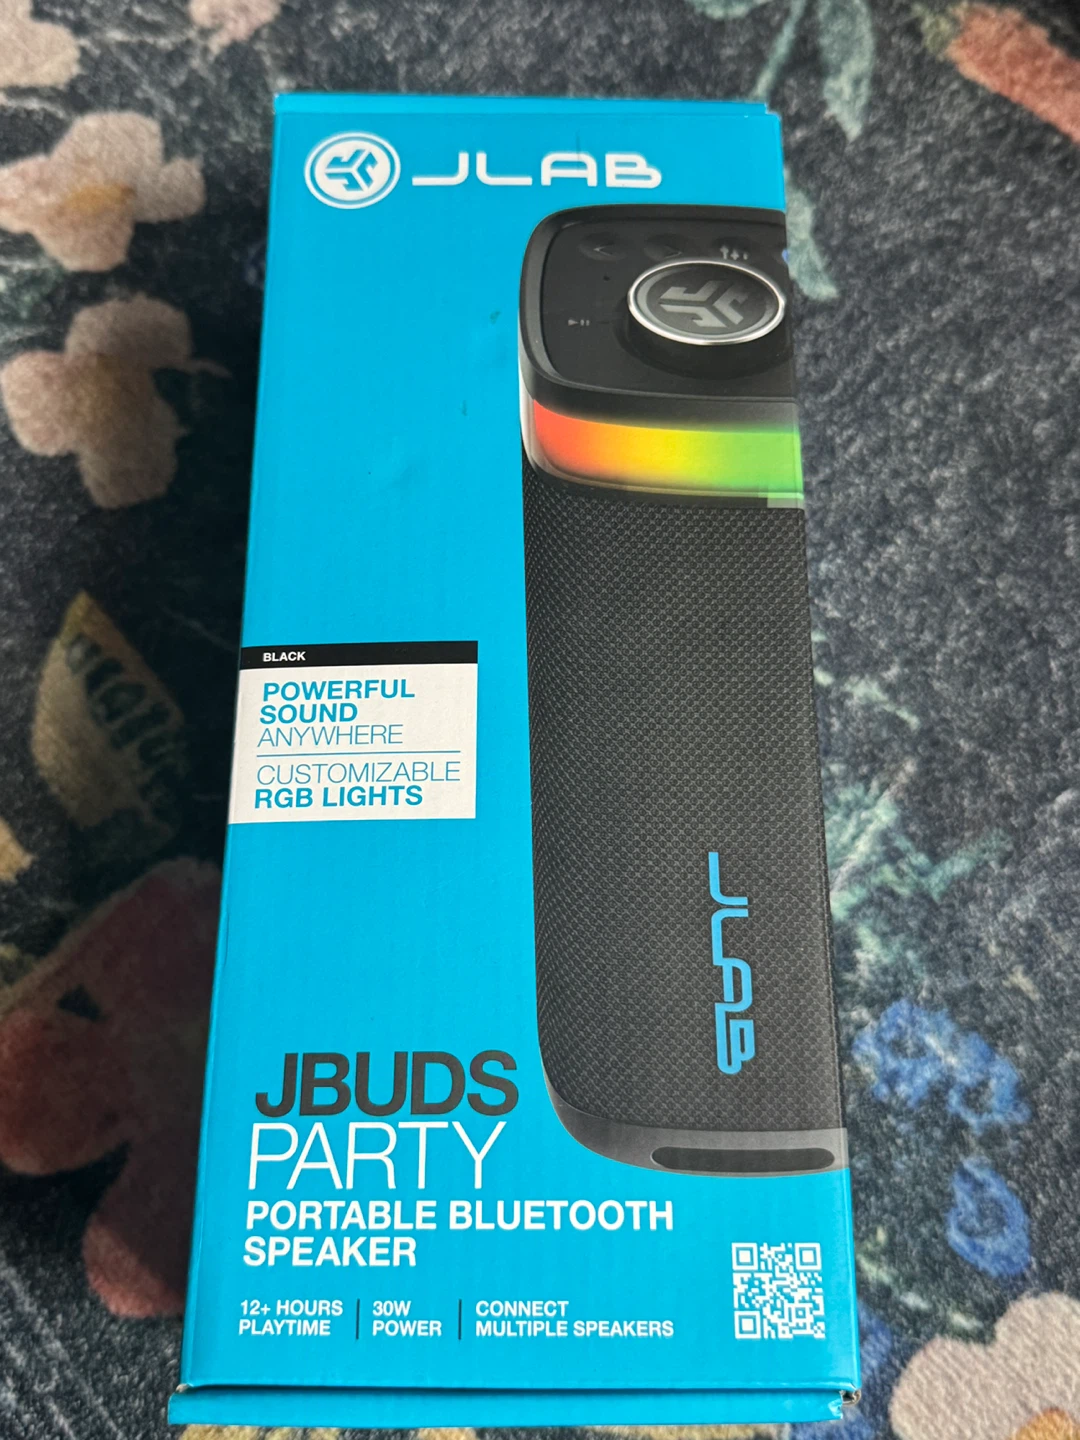 JLAB
BLACK
POWERFUL
SOUND
ANYWHERE
CUSTOMIZABLE
RGB LIGHTS
JLAB
JBUDS
PARTY
PORTABLE BLUETOOTH
SPEAKER
12+ HOURS
PLAYTIME
30W
POWER
CONNECT
MULTIPLE SPEAKERS